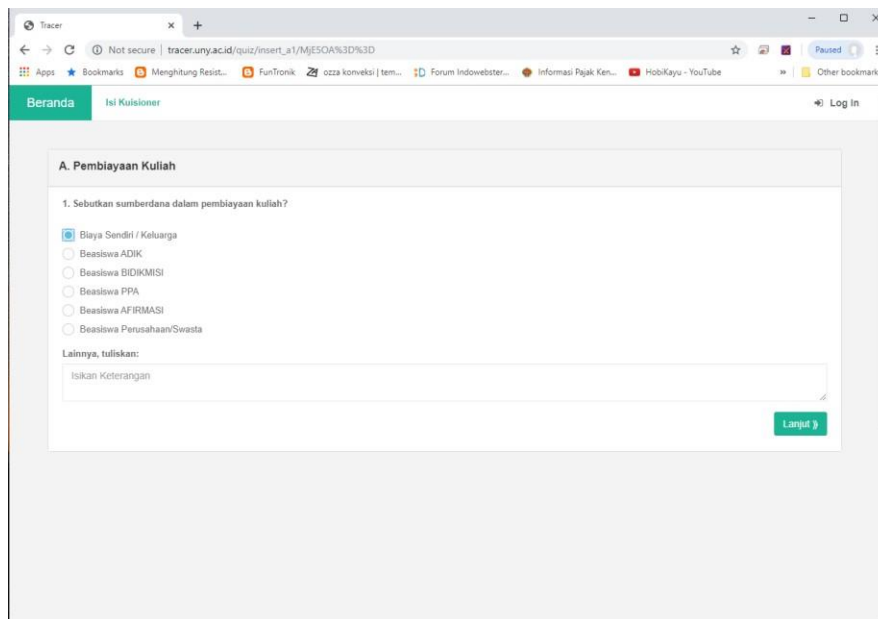 Tracer
Not secure | tracer.uny.ac.id/quiz/insert_a1/MjE5OA%3D%3D
Paused
Apps Bookmarks Menghitung Resist... FunTronik ozza konveksi | tem... Forum Indowebster... Informasi Pajak Ken... HobiKayu - YouTube » Other bookmark
Beranda Isi Kuisioner Log In
A. Pembiayaan Kuliah
1. Sebutkan sumberdana dalam pembiayaan kuliah?
Biaya Sendiri / Keluarga
Beasiswa ADIK
Beasiswa BIDIKMISI
Beasiswa PPA
Beasiswa AFIRMASI
Beasiswa Perusahaan/Swasta
Lainnya, tuliskan:
Isikan Keterangan
Lanjut ⟫